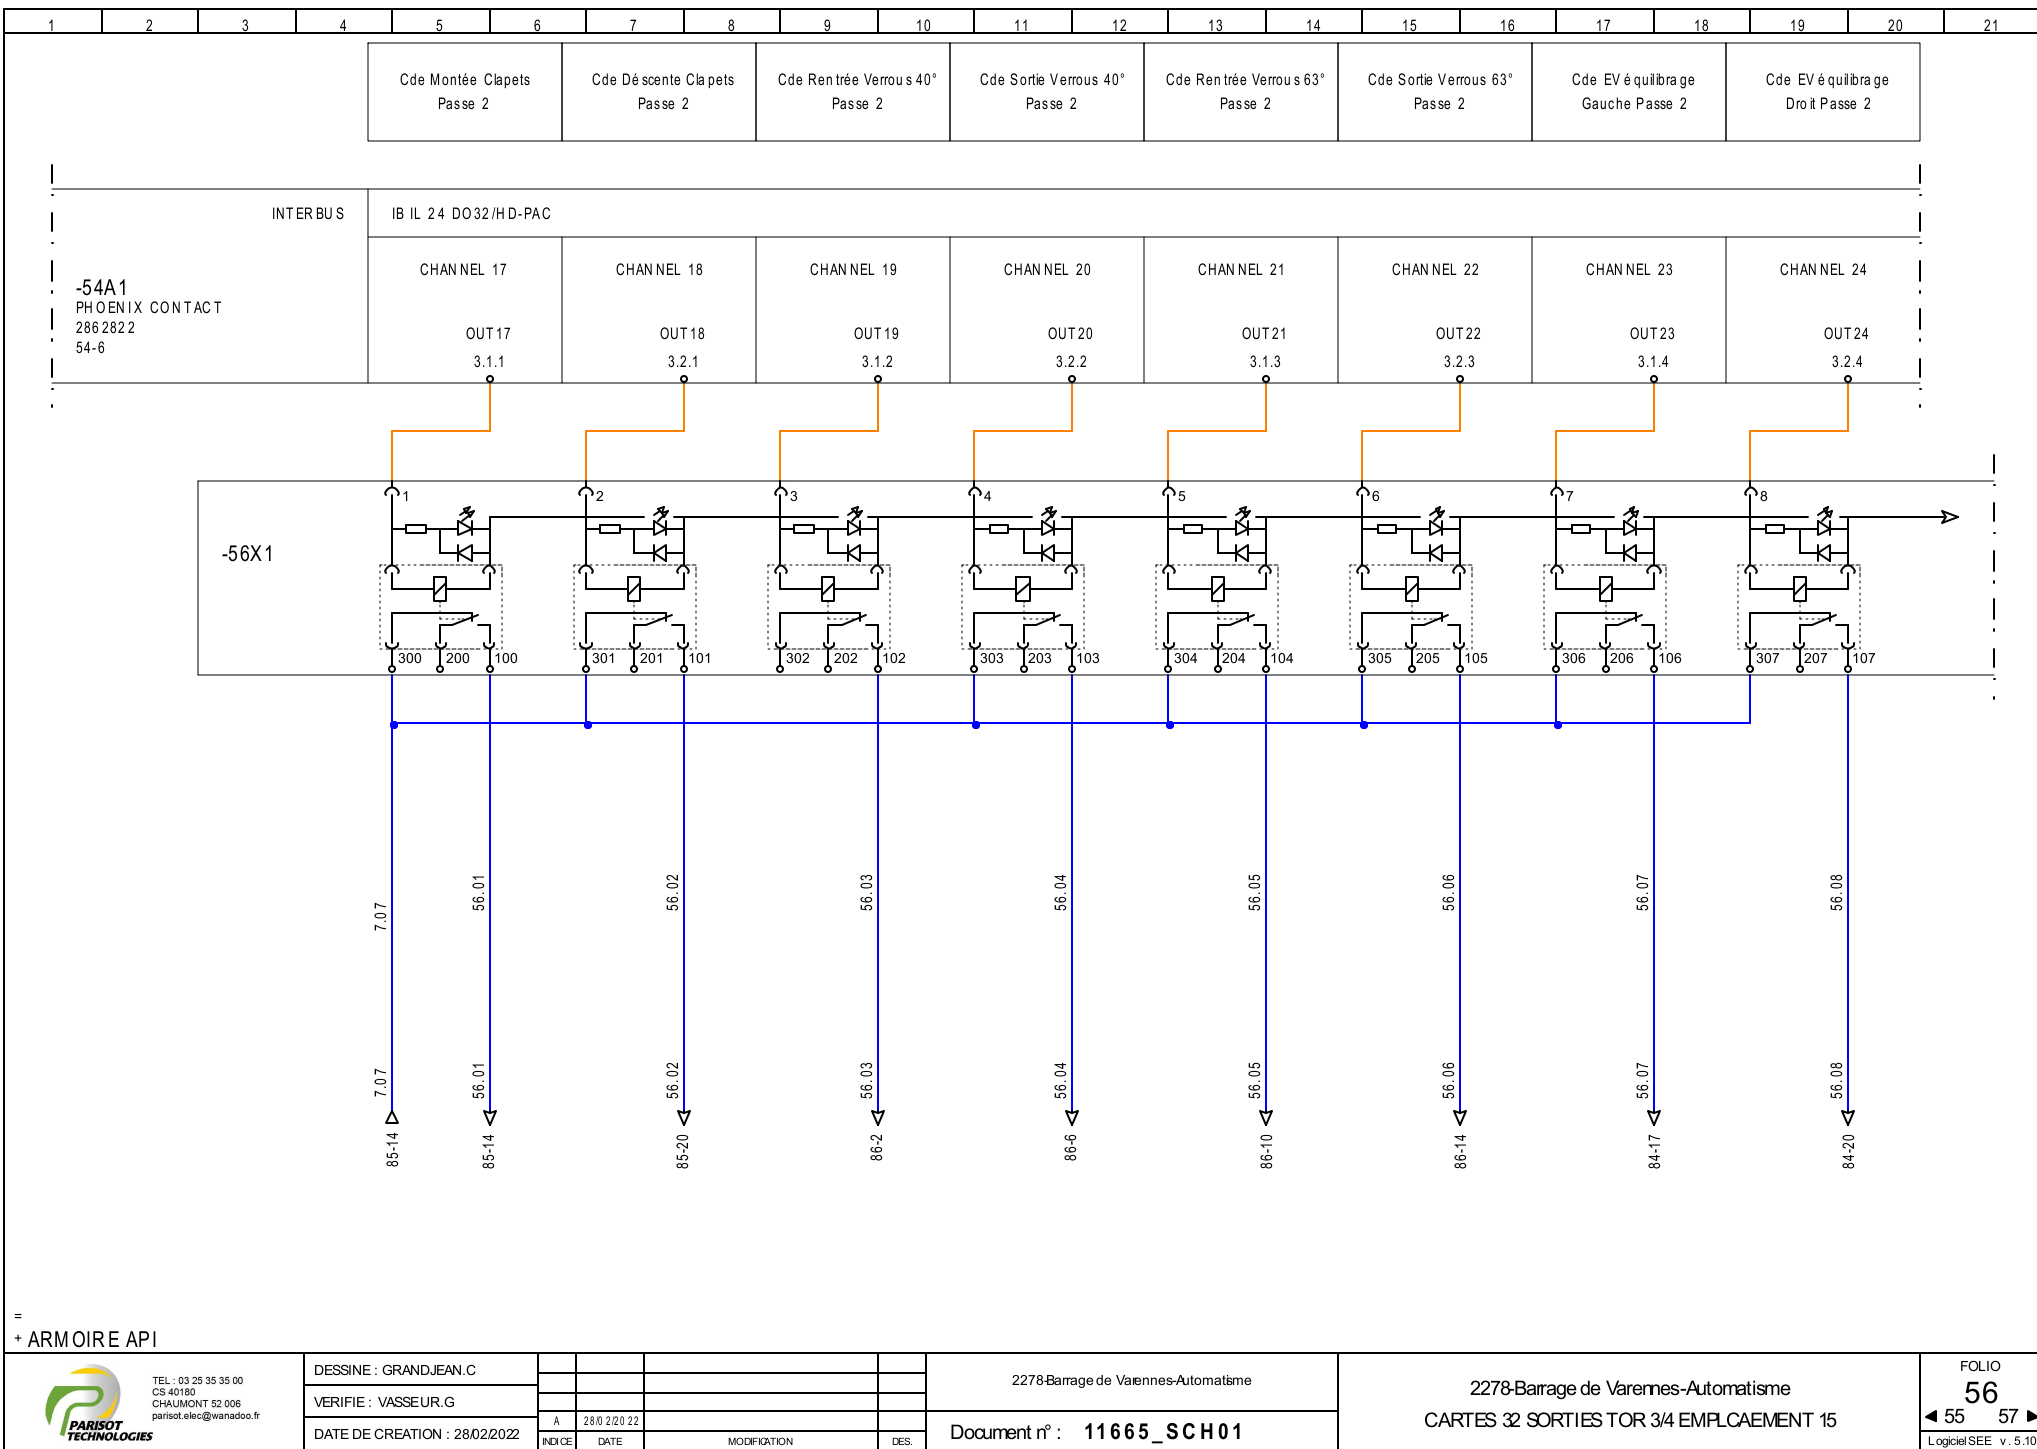 1 2 3 4 5 6 7 8 9 10 11 12 13 14 15 16 17 18 19 20 21
Cde Montée Clapets
Passe 2
Cde Déscente Clapets
Passe 2
Cde Rentrée Verrous 40°
Passe 2
Cde Sortie Verrous 40°
Passe 2
Cde Rentrée Verrous 63°
Passe 2
Cde Sortie Verrous 63°
Passe 2
Cde EV équilibrage
Gauche Passe 2
Cde EV équilibrage
Droit Passe 2
INTERBUS IB IL 24 DO32/HD-PAC
-54A1
PHOENIX CONTACT
2862822
54-6
CHANNEL 17 CHANNEL 18 CHANNEL 19 CHANNEL 20 CHANNEL 21 CHANNEL 22 CHANNEL 23 CHANNEL 24
OUT17 OUT18 OUT19 OUT20 OUT21 OUT22 OUT23 OUT24
3.1.1 3.2.1 3.1.2 3.2.2 3.1.3 3.2.3 3.1.4 3.2.4
1 2 3 4 5 6 7 8
-56X1
300 200 100 301 201 101 302 202 102 303 203 103 304 204 104 305 205 105 306 206 106 307 207 107
7.07 56.01 56.02 56.03 56.04 56.05 56.06 56.07 56.08
7.07 56.01 56.02 56.03 56.04 56.05 56.06 56.07 56.08
85-14 85-14 85-20 86-2 86-6 86-10 86-14 84-17 84-20
=
+ ARMOIRE API
PARISOT
TECHNOLOGIES
TEL : 03 25 35 35 00
CS 40180
CHAUMONT 52 006
parisot.elec@wanadoo.fr
DESSINE : GRANDJEAN.C
VERIFIE : VASSEUR.G
DATE DE CREATION : 28/02/2022
A 28/02/2022
INDICE DATE MODIFICATION DES.
2278-Barrage de Varennes-Automatisme
Document n° : 11665_SCH01
2278-Barrage de Varennes-Automatisme
CARTES 32 SORTIES TOR 3/4 EMPLCAEMENT 15
FOLIO
56
55 57
Logiciel SEE v. 5.10